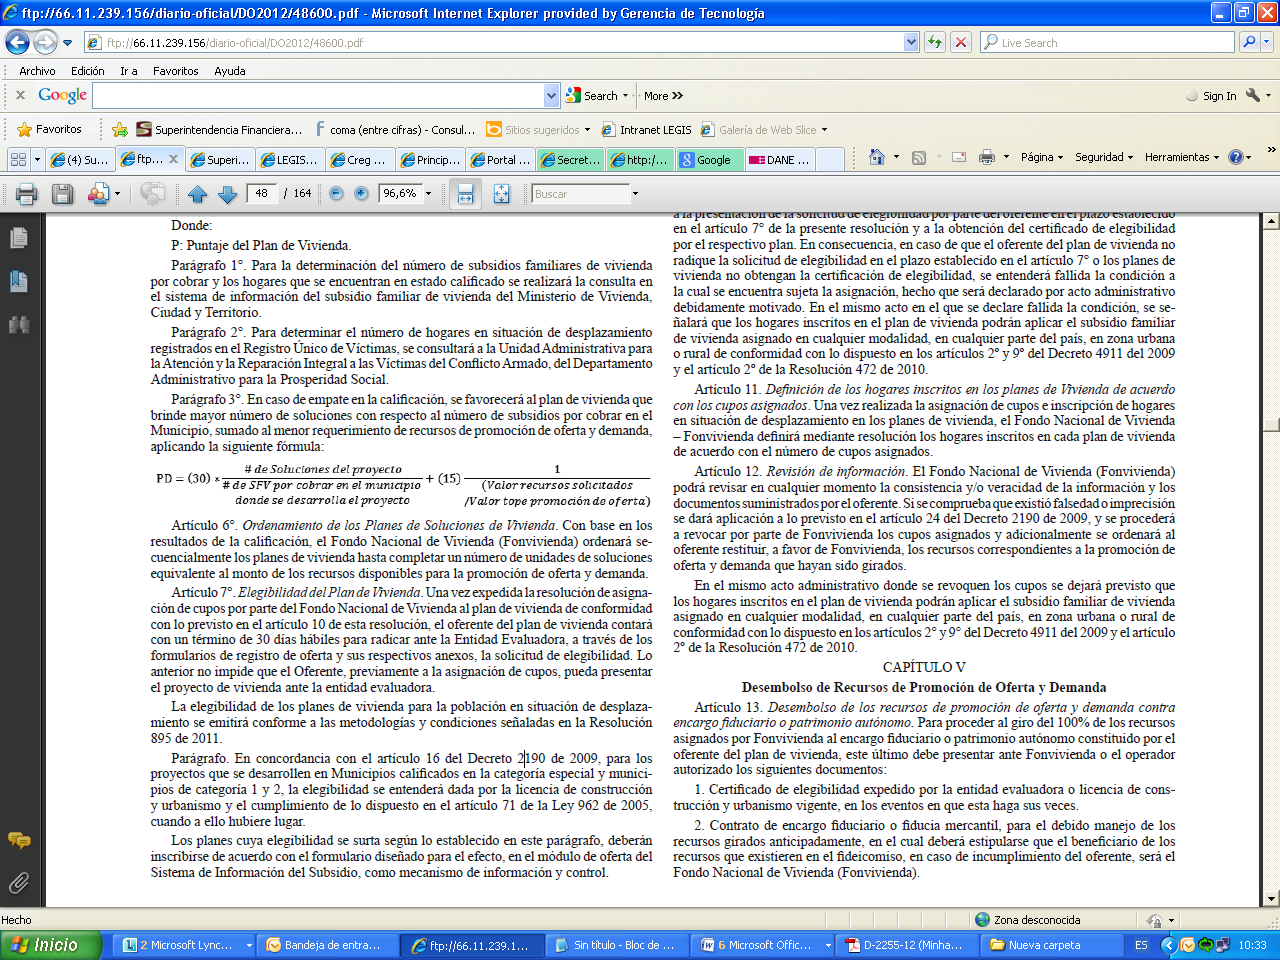 ftp://66.11.239.156/diario-oficial/DO2012/48600.pdf - Microsoft Internet Explorer provided by Gerencia de Tecnología
ftp://66.11.239.156/diario-oficial/DO2012/48600.pdf
Live Search
Archivo Edición Ir a Favoritos Ayuda
x Google Search More >> Sign In
Favoritos Superintendencia Financiera... coma (entre cifras) - Consul... Sitios sugeridos Intranet LEGIS Galería de Web Slice
(4) Su... ftp... X Superi... LEGIS... Creg ... Princip... Portal ... Secret... http:/... Google DANE ... Página Seguridad Herramientas
48 / 164 96,6% Buscar
Donde:
P: Puntaje del Plan de Vivienda.
Parágrafo 1°. Para la determinación del número de subsidios familiares de vivienda
por cobrar y los hogares que se encuentran en estado calificado se realizará la consulta en
el sistema de información del subsidio familiar de vivienda del Ministerio de Vivienda,
Ciudad y Territorio.
Parágrafo 2°. Para determinar el número de hogares en situación de desplazamiento
registrados en el Registro Único de Víctimas, se consultará a la Unidad Administrativa para
la Atención y la Reparación Integral a las Víctimas del Conflicto Armado, del Departamento
Administrativo para la Prosperidad Social.
Parágrafo 3°. En caso de empate en la calificación, se favorecerá al plan de vivienda que
brinde mayor número de soluciones con respecto al número de subsidios por cobrar en el
Municipio, sumado al menor requerimiento de recursos de promoción de oferta y demanda,
aplicando la siguiente fórmula:
PD = (30) * # de Soluciones del proyecto / # de SFV por cobrar en el municipio donde se desarrolla el proyecto + (15) 1 / (Valor recursos solicitados /Valor tope promoción de oferta)
Artículo 6°. Ordenamiento de los Planes de Soluciones de Vivienda. Con base en los
resultados de la calificación, el Fondo Nacional de Vivienda (Fonvivienda) ordenará se-
cuencialmente los planes de vivienda hasta completar un número de unidades de soluciones
equivalente al monto de los recursos disponibles para la promoción de oferta y demanda.
Artículo 7°. Elegibilidad del Plan de Vivienda. Una vez expedida la resolución de asigna-
ción de cupos por parte del Fondo Nacional de Vivienda al plan de vivienda de conformidad
con lo previsto en el artículo 10 de esta resolución, el oferente del plan de vivienda contará
con un término de 30 días hábiles para radicar ante la Entidad Evaluadora, a través de los
formularios de registro de oferta y sus respectivos anexos, la solicitud de elegibilidad. Lo
anterior no impide que el Oferente, previamente a la asignación de cupos, pueda presentar
el proyecto de vivienda ante la entidad evaluadora.
La elegibilidad de los planes de vivienda para la población en situación de desplaza-
miento se emitirá conforme a las metodologías y condiciones señaladas en la Resolución
895 de 2011.
Parágrafo. En concordancia con el artículo 16 del Decreto 2190 de 2009, para los
proyectos que se desarrollen en Municipios calificados en la categoría especial y munici-
pios de categoría 1 y 2, la elegibilidad se entenderá dada por la licencia de construcción
y urbanismo y el cumplimiento de lo dispuesto en el artículo 71 de la Ley 962 de 2005,
cuando a ello hubiere lugar.
Los planes cuya elegibilidad se surta según lo establecido en este parágrafo, deberán
inscribirse de acuerdo con el formulario diseñado para el efecto, en el módulo de oferta del
Sistema de Información del Subsidio, como mecanismo de información y control.
a la presentación de la solicitud de elegibilidad por parte del oferente en el plazo establecido
en el artículo 7° de la presente resolución y a la obtención del certificado de elegibilidad
por el respectivo plan. En consecuencia, en caso de que el oferente del plan de vivienda no
radique la solicitud de elegibilidad en el plazo establecido en el artículo 7° o los planes de
vivienda no obtengan la certificación de elegibilidad, se entenderá fallida la condición a
la cual se encuentra sujeta la asignación, hecho que será declarado por acto administrativo
debidamente motivado. En el mismo acto en el que se declare fallida la condición, se se-
ñalará que los hogares inscritos en el plan de vivienda podrán aplicar el subsidio familiar
de vivienda asignado en cualquier modalidad, en cualquier parte del país, en zona urbana
o rural de conformidad con lo dispuesto en los artículos 2° y 9° del Decreto 4911 del 2009
y el artículo 2° de la Resolución 472 de 2010.
Artículo 11. Definición de los hogares inscritos en los planes de Vivienda de acuerdo
con los cupos asignados. Una vez realizada la asignación de cupos e inscripción de hogares
en situación de desplazamiento en los planes de vivienda, el Fondo Nacional de Vivienda
– Fonvivienda definirá mediante resolución los hogares inscritos en cada plan de vivienda
de acuerdo con el número de cupos asignados.
Artículo 12. Revisión de información. El Fondo Nacional de Vivienda (Fonvivienda)
podrá revisar en cualquier momento la consistencia y/o veracidad de la información y los
documentos suministrados por el oferente. Si se comprueba que existió falsedad o imprecisión
se dará aplicación a lo previsto en el artículo 24 del Decreto 2190 de 2009, y se procederá
a revocar por parte de Fonvivienda los cupos asignados y adicionalmente se ordenará al
oferente restituir, a favor de Fonvivienda, los recursos correspondientes a la promoción de
oferta y demanda que hayan sido girados.
En el mismo acto administrativo donde se revoquen los cupos se dejará previsto que
los hogares inscritos en el plan de vivienda podrán aplicar el subsidio familiar de vivienda
asignado en cualquier modalidad, en cualquier parte del país, en zona urbana o rural de
conformidad con lo dispuesto en los artículos 2° y 9° del Decreto 4911 del 2009 y el artículo
2° de la Resolución 472 de 2010.
CAPÍTULO V
Desembolso de Recursos de Promoción de Oferta y Demanda
Artículo 13. Desembolso de los recursos de promoción de oferta y demanda contra
encargo fiduciario o patrimonio autónomo. Para proceder al giro del 100% de los recursos
asignados por Fonvivienda al encargo fiduciario o patrimonio autónomo constituido por el
oferente del plan de vivienda, este último debe presentar ante Fonvivienda o el operador
autorizado los siguientes documentos:
1. Certificado de elegibilidad expedido por la entidad evaluadora o licencia de cons-
trucción y urbanismo vigente, en los eventos en que esta haga sus veces.
2. Contrato de encargo fiduciario o fiducia mercantil, para el debido manejo de los
recursos girados anticipadamente, en el cual deberá estipularse que el beneficiario de los
recursos que existieren en el fideicomiso, en caso de incumplimiento del oferente, será el
Fondo Nacional de Vivienda (Fonvivienda).
Hecho Zona desconocida
Inicio 2 Microsoft Lync... Bandeja de entra... ftp://66.11.239.1... Sin título - Bloc de ... 6 Microsoft Offic... D-2255-12 (Minha... Nueva carpeta ES 10:33